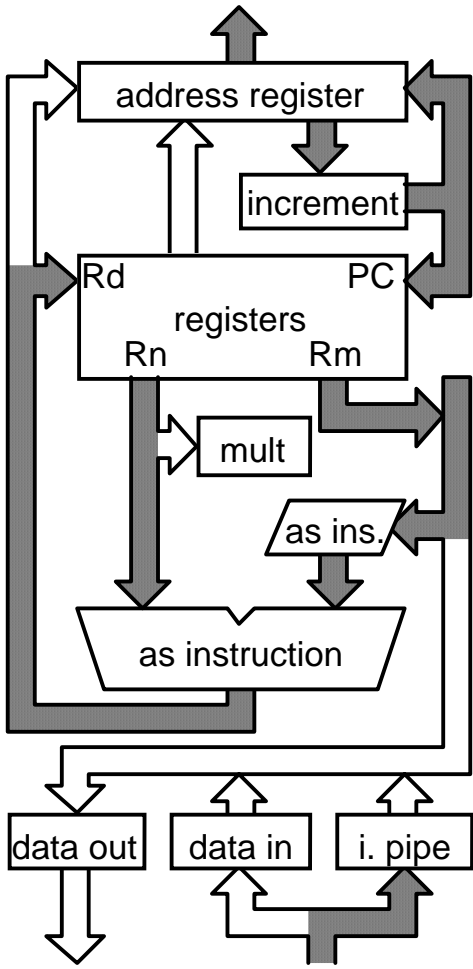 address register
increment
Rd PC
registers
Rn Rm
mult
as ins.
as instruction
data out data in i. pipe